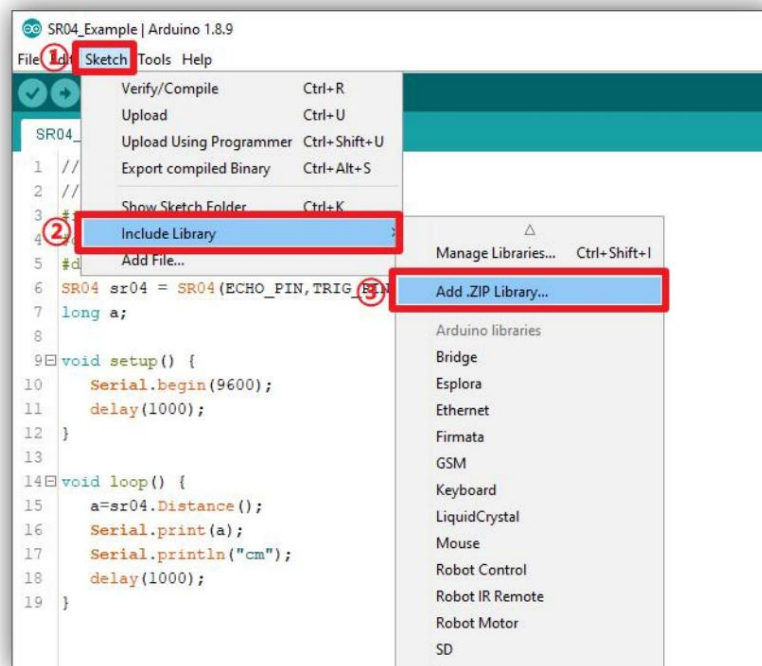 SR04_Example | Arduino 1.8.9
① Sketch Tools Help
File
Verify/Compile Ctrl+R
Upload Ctrl+U
Upload Using Programmer Ctrl+Shift+U
Export compiled Binary Ctrl+Alt+S
Show Sketch Folder Ctrl+K
② Include Library
Add File...
△
Manage Libraries... Ctrl+Shift+I
③ Add .ZIP Library...
Arduino libraries
Bridge
Esplora
Ethernet
Firmata
GSM
Keyboard
LiquidCrystal
Mouse
Robot Control
Robot IR Remote
Robot Motor
SD
SR04_
1 //
2 //
3
4
5 #d
6 SR04 sr04 = SR04(ECHO_PIN,TRIG_
7 long a;
8
9 void setup() {
10 Serial.begin(9600);
11 delay(1000);
12 }
13
14 void loop() {
15 a=sr04.Distance();
16 Serial.print(a);
17 Serial.println("cm");
18 delay(1000);
19 }